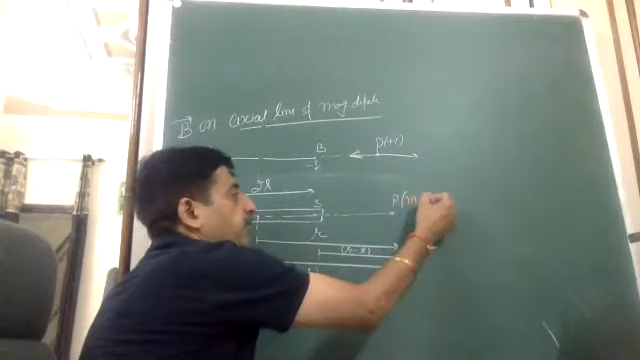 B on axial line of mag dipole
B P(+1)
-q
2l
S P(m
r
(r-l)